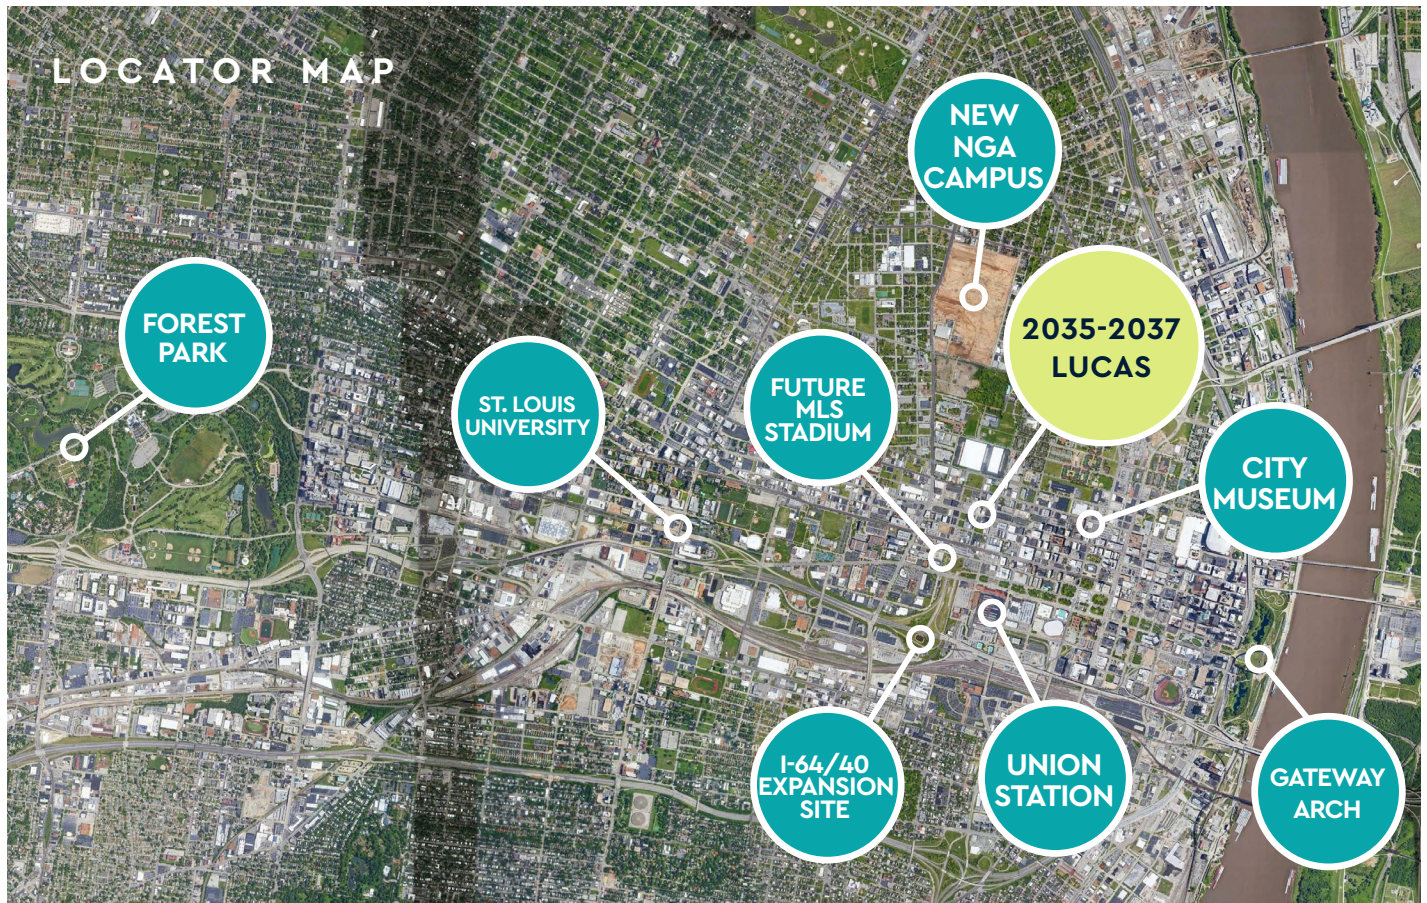 LOCATOR MAP
NEW
NGA
CAMPUS
FOREST
PARK
2035-2037
LUCAS
ST. LOUIS
UNIVERSITY
FUTURE
MLS
STADIUM
CITY
MUSEUM
I-64/40
EXPANSION
SITE
UNION
STATION
GATEWAY
ARCH